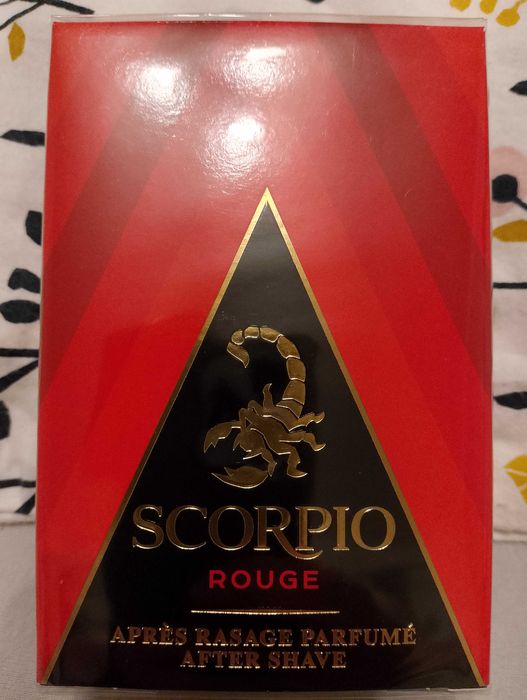 SCORPIO
ROUGE
APRÈS RASAGE PARFUMÉ
AFTER SHAVE